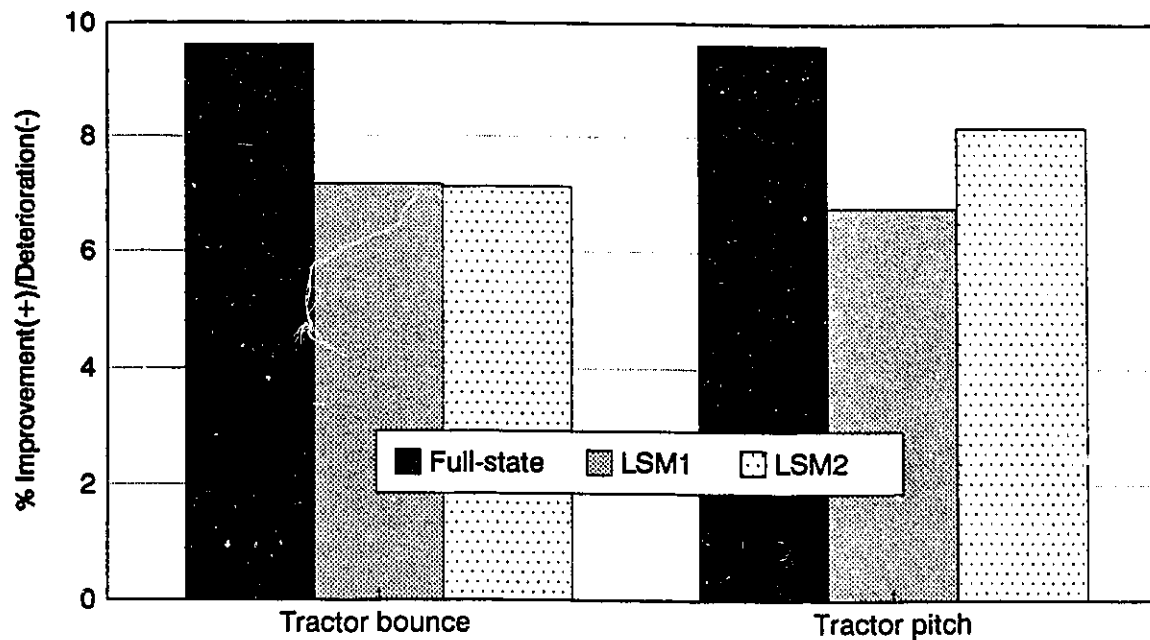 % Improvement(+)/Deterioration(-)
10
8
6
4
2
0
Full-state LSM1 LSM2
Tractor bounce Tractor pitch